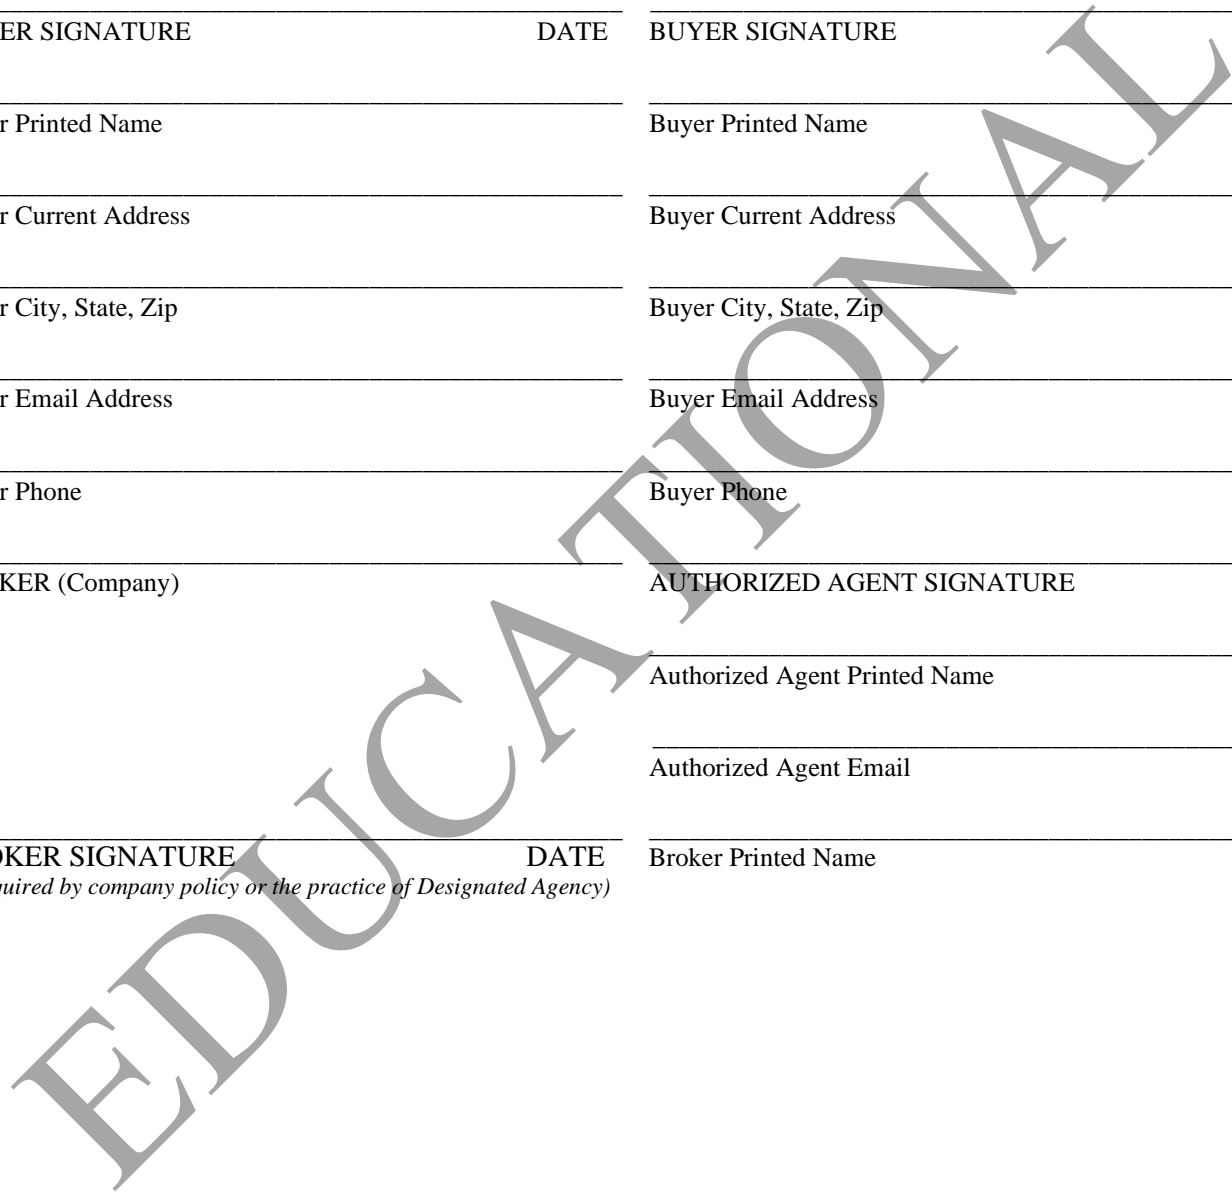 ER SIGNATURE DATE BUYER SIGNATURE
r Printed Name Buyer Printed Name
r Current Address Buyer Current Address
r City, State, Zip Buyer City, State, Zip
r Email Address Buyer Email Address
r Phone Buyer Phone
KER (Company) AUTHORIZED AGENT SIGNATURE
Authorized Agent Printed Name
Authorized Agent Email
OKER SIGNATURE DATE Broker Printed Name
quired by company policy or the practice of Designated Agency)
EDUCATIONAL